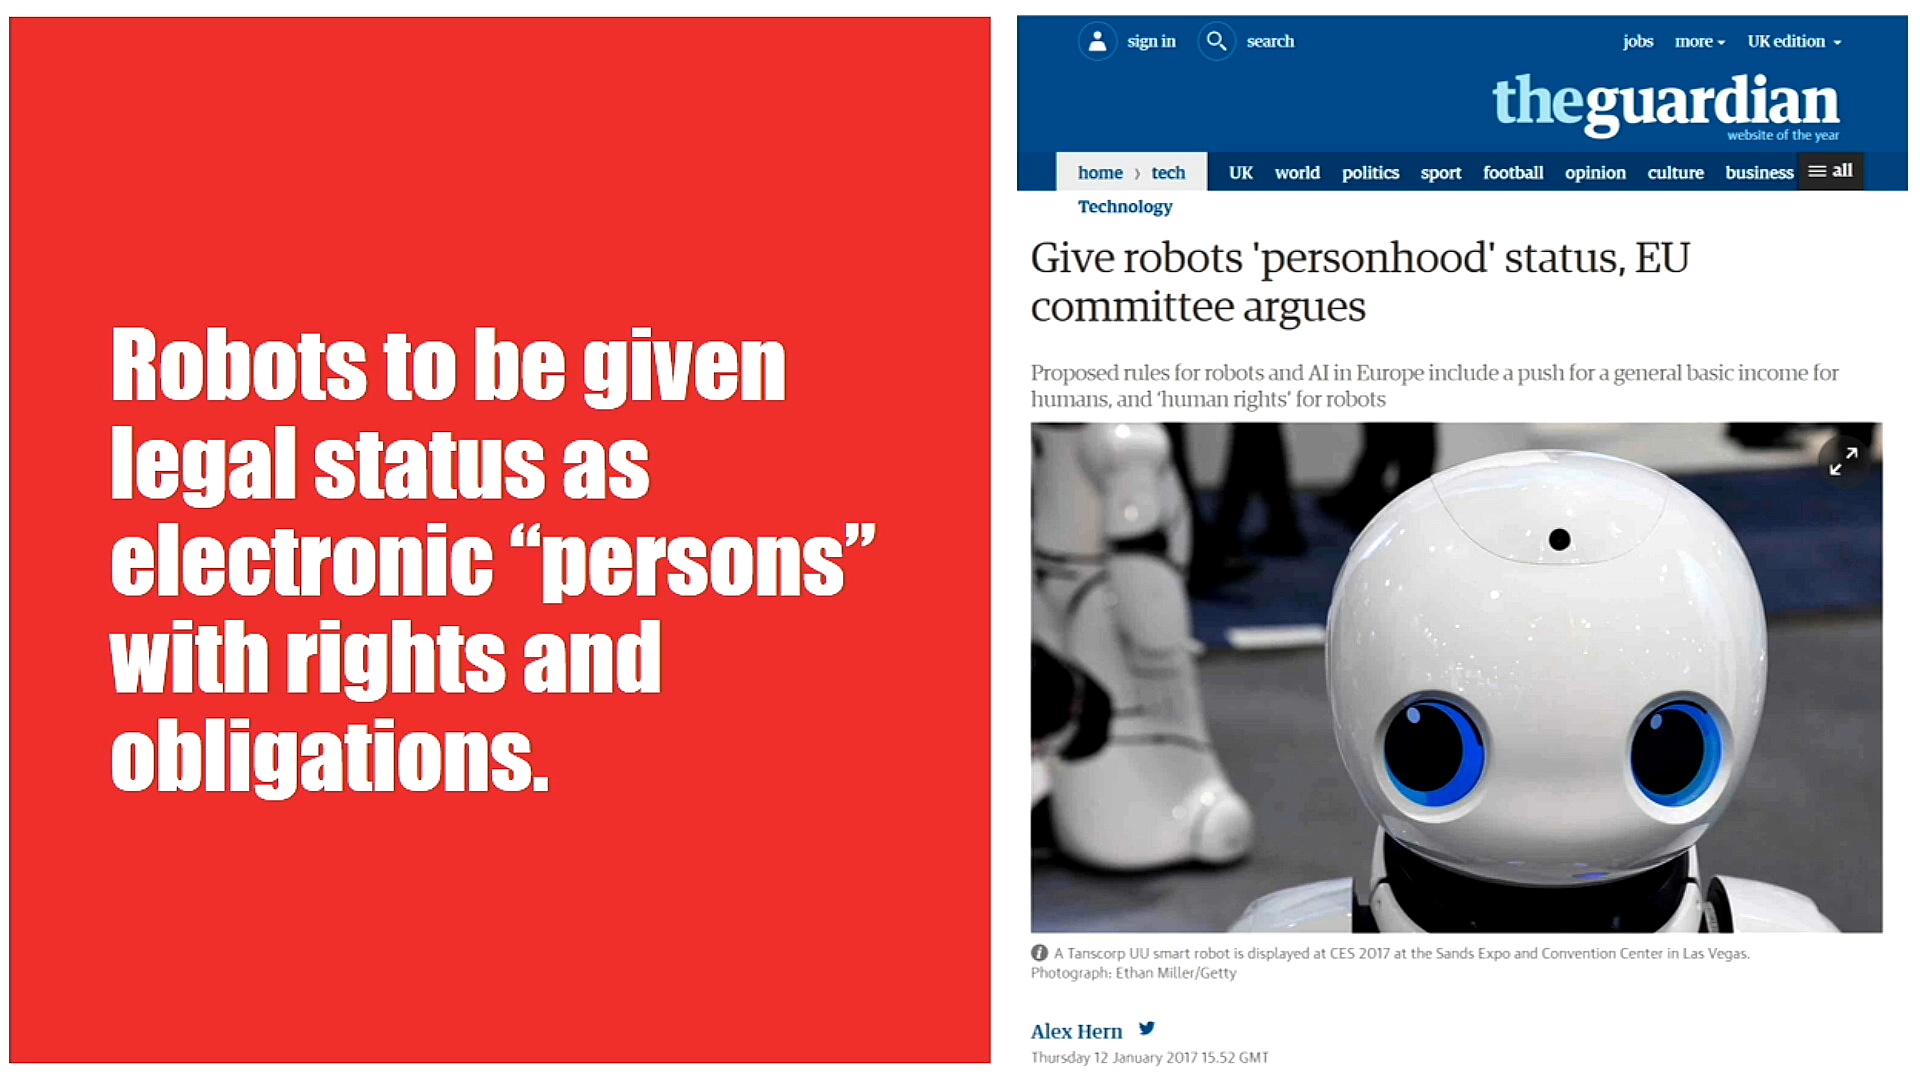 Robots to be given
legal status as
electronic “persons”
with rights and
obligations.
sign in search jobs more UK edition
theguardian
website of the year
home › tech UK world politics sport football opinion culture business all
Technology
Give robots 'personhood' status, EU
committee argues
Proposed rules for robots and AI in Europe include a push for a general basic income for
humans, and ‘human rights’ for robots
A Tanscorp UU smart robot is displayed at CES 2017 at the Sands Expo and Convention Center in Las Vegas.
Photograph: Ethan Miller/Getty
Alex Hern
Thursday 12 January 2017 15.52 GMT